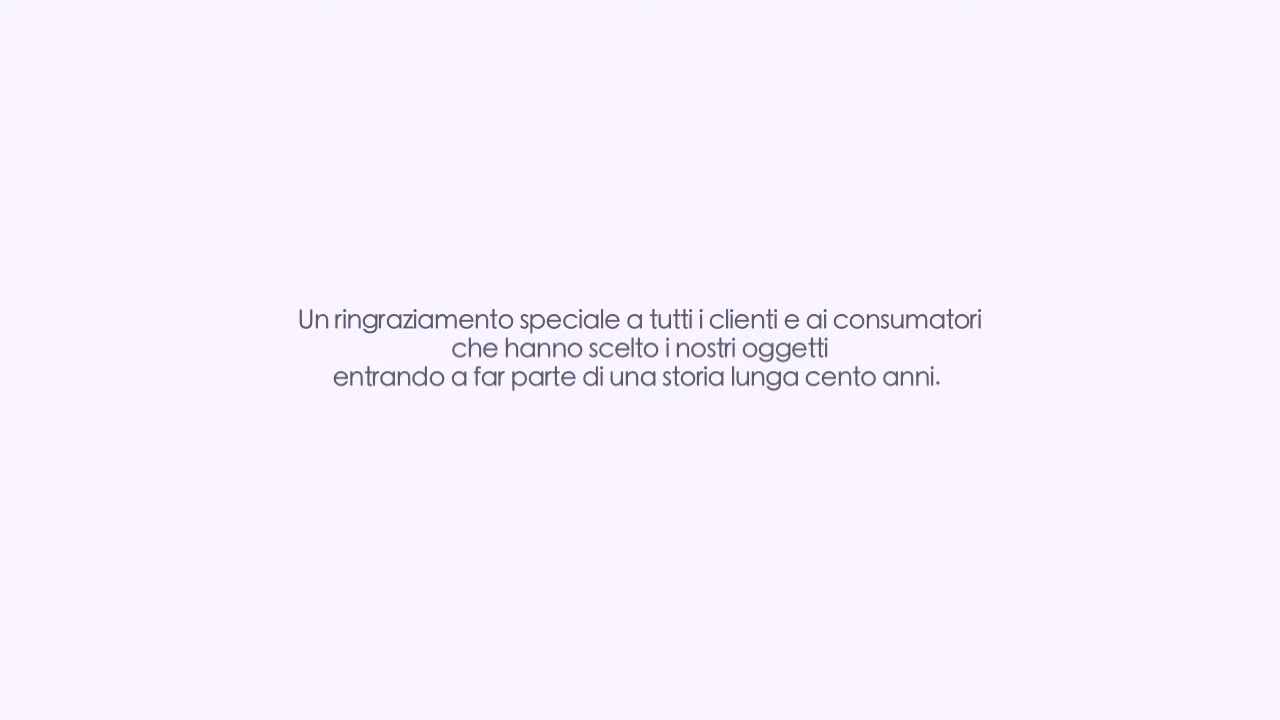 Un ringraziamento speciale a tutti i clienti e ai consumatori
che hanno scelto i nostri oggetti
entrando a far parte di una storia lunga cento anni.